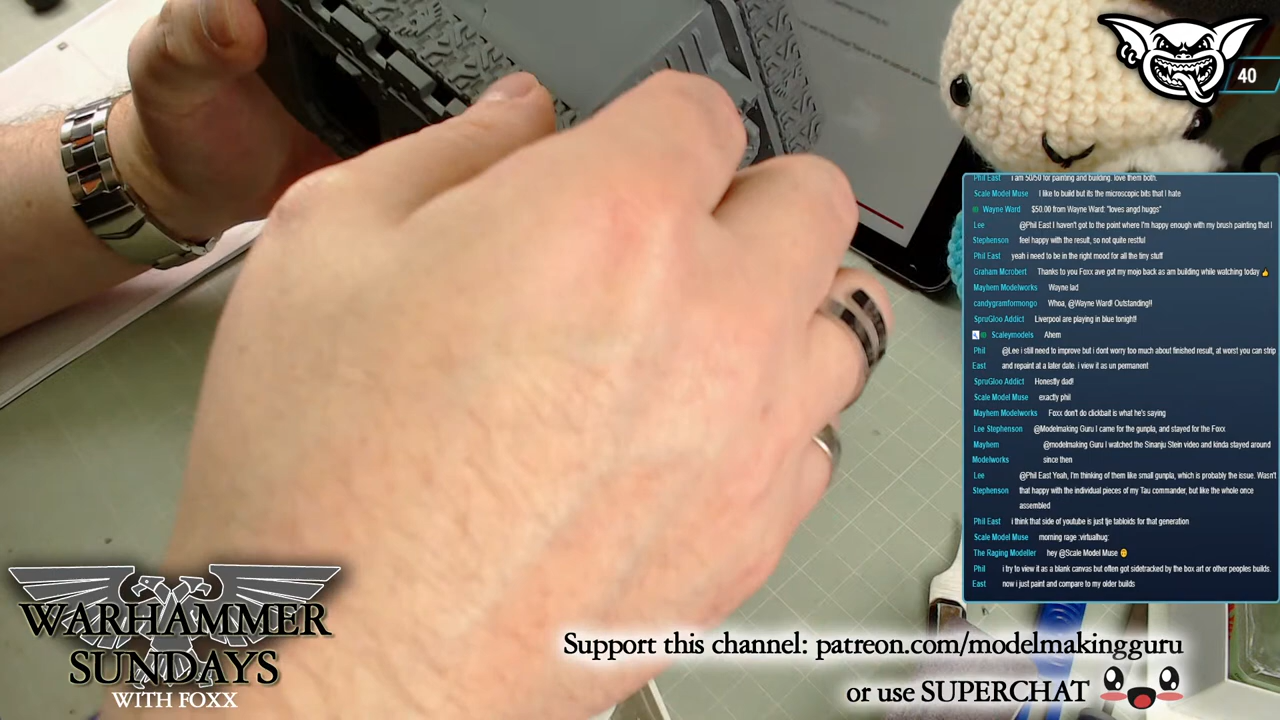 40
Phil East i am 50/50 for painting and building. love them both.
Scale Model Muse I like to build but its the microscopic bits that I hate
Wayne Ward $50.00 from Wayne Ward: "loves angd huggs"
Lee @Phil East I haven't got to the point where I'm happy enough with my brush painting that I
Stephenson feel happy with the result, so not quite restful
Phil East yeah i need to be in the right mood for all the tiny stuff
Graham Mcrobert Thanks to you Foxx ave got my mojo back as am building while watching today 👍
Mayhem Modelworks Wayne lad
candygramformongo Whoa, @Wayne Ward! Outstanding!!
SpruGloo Addict Liverpool are playing in blue tonight!
Scaleymodels Ahem
Phil @Lee i still need to improve but i dont worry too much about finished result, at worst you can strip
East and repaint at a later date. i view it as un permanent
SpruGloo Addict Honestly dad!
Scale Model Muse exactly phil
Mayhem Modelworks Foxx don't do clickbait is what he's saying
Lee Stephenson @Modelmaking Guru I came for the gunpla, and stayed for the Foxx
Mayhem @modelmaking Guru I watched the Sinanju Stein video and kinda stayed around
Modelworks since then
Lee @Phil East Yeah, I'm thinking of them like small gunpla, which is probably the issue. Wasn't
Stephenson that happy with the individual pieces of my Tau commander, but like the whole once
assembled
Phil East i think that side of youtube is just tje tabloids for that generation
Scale Model Muse morning rage :virtualhug:
The Raging Modeller hey @Scale Model Muse 🙃
Phil i try to view it as a blank canvas but often got sidetracked by the box art or other peoples builds.
East now i just paint and compare to my older builds
WARHAMMER
SUNDAYS
WITH FOXX
Support this channel: patreon.com/modelmakingguru
or use SUPERCHAT